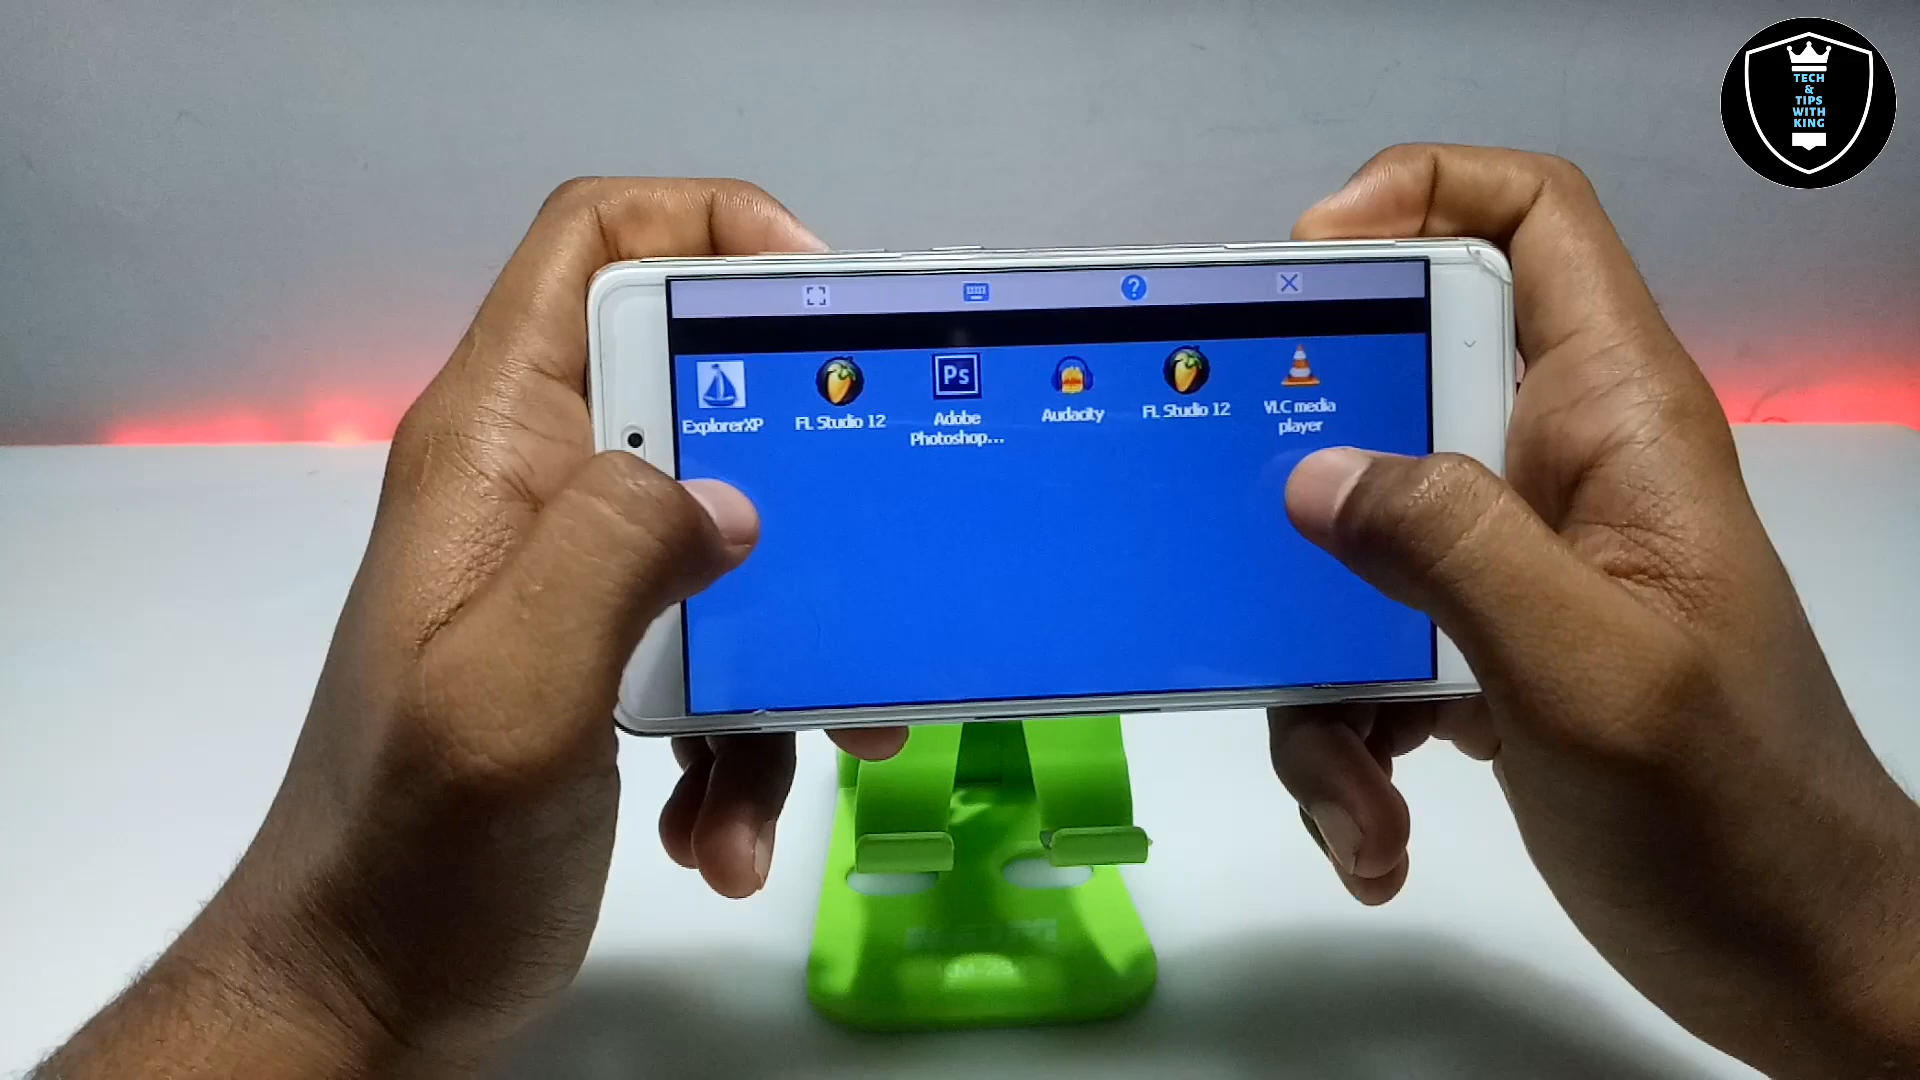 TECH
&
TIPS
WITH
KING
?
ExplorerXP
FL Studio 12
Adobe
Photoshop...
Ps
Audacity
FL Studio 12
VLC media
player